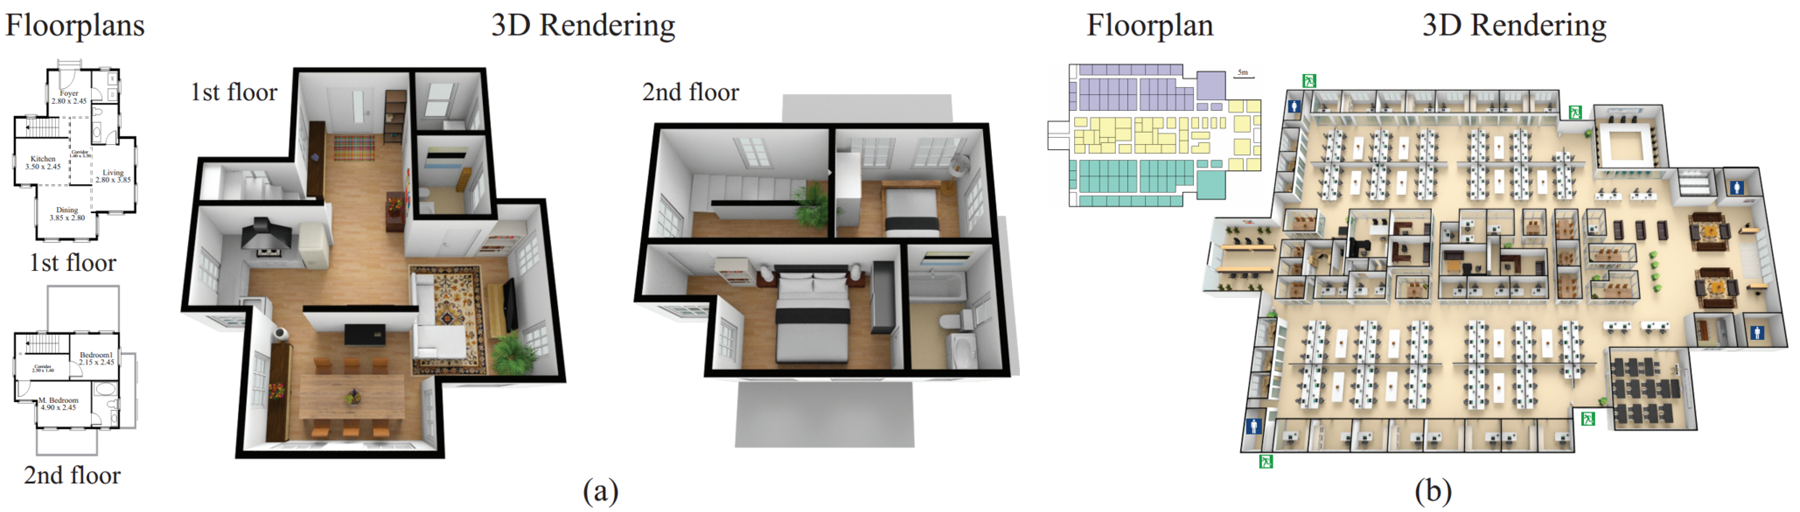 Floorplans
3D Rendering
Floorplan
3D Rendering
1st floor
2nd floor
5m
Foyer
2.80 x 2.45
Kitchen
3.50 x 2.45
Corridor
Living
2.80 x 3.85
Dining
3.85 x 2.80
1st floor
Bedroom1
2.15 x 2.45
Corridor
M. Bedroom
4.90 x 2.45
2nd floor
(a)
(b)